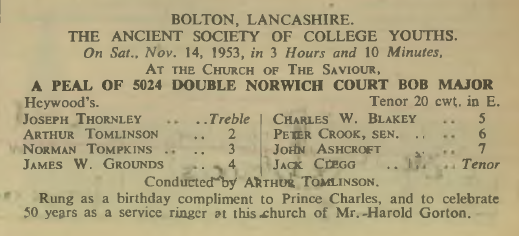 BOLTON, LANCASHIRE.
THE ANCIENT SOCIETY OF COLLEGE YOUTHS.
On Sat., Nov. 14, 1953, in 3 Hours and 10 Minutes,
AT THE CHURCH OF THE SAVIOUR,
A PEAL OF 5024 DOUBLE NORWICH COURT BOB MAJOR
Heywood's. Tenor 20 cwt. in E.
JOSEPH THORNLEY .. ..Treble | CHARLES W. BLAKEY .. 5
ARTHUR TOMLINSON .. 2 | PETER CROOK, SEN. .. .. 6
NORMAN TOMPKINS .. .. 3 | JOHN ASHCROFT .. .. 7
JAMES W. GROUNDS .. 4 | JACK CLEGG .. .. Tenor
Conducted by ARTHUR TOMLINSON.
Rung as a birthday compliment to Prince Charles, and to celebrate
50 years as a service ringer at this church of Mr. Harold Gorton.